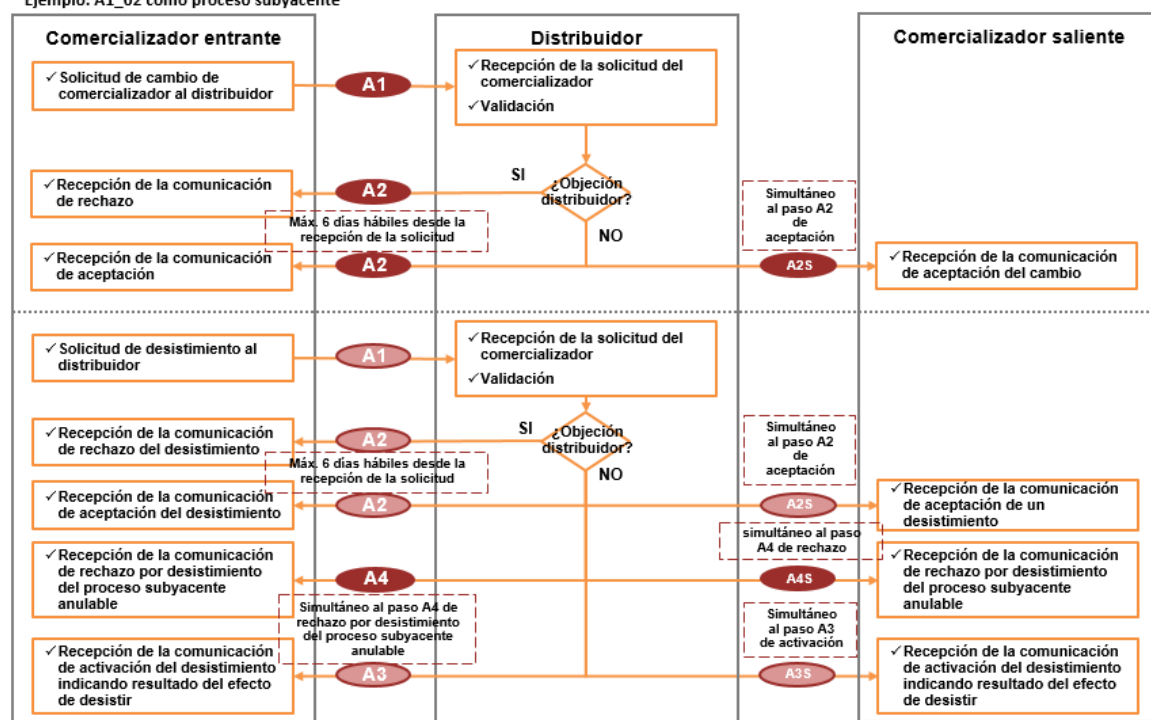 Ejemplo: A1_02 como proceso subyacente
Comercializador entrante
Distribuidor
Comercializador saliente
✓ Solicitud de cambio de
comercializador al distribuidor
A1
✓ Recepción de la solicitud del
comercializador
✓ Validación
¿Objeción
distribuidor?
SI
NO
A2
✓ Recepción de la comunicación
de rechazo
Máx. 6 días hábiles desde la
recepción de la solicitud
Simultáneo
al paso A2
de
aceptación
✓ Recepción de la comunicación
de aceptación
A2
A2S
✓ Recepción de la comunicación
de aceptación del cambio
✓ Solicitud de desistimiento al
distribuidor
A1
✓ Recepción de la solicitud del
comercializador
✓ Validación
¿Objeción
distribuidor?
SI
NO
A2
✓ Recepción de la comunicación
de rechazo del desistimiento
Máx. 6 días hábiles desde la
recepción de la solicitud
Simultáneo
al paso A2
de
aceptación
✓ Recepción de la comunicación
de aceptación del desistimiento
A2
A2S
✓ Recepción de la comunicación
de aceptación de un
desistimiento
simultáneo al paso
A4 de rechazo
✓ Recepción de la comunicación
de rechazo por desistimiento
del proceso subyacente
anulable
A4
A4S
✓ Recepción de la comunicación
de rechazo por desistimiento
del proceso subyacente
anulable
Simultáneo al paso A4 de
rechazo por desistimiento
del proceso subyacente
anulable
Simultáneo
al paso A3
de activación
✓ Recepción de la comunicación
de activación del desistimiento
indicando resultado del efecto
de desistir
A3
A3S
✓ Recepción de la comunicación
de activación del desistimiento
indicando resultado del efecto
de desistir